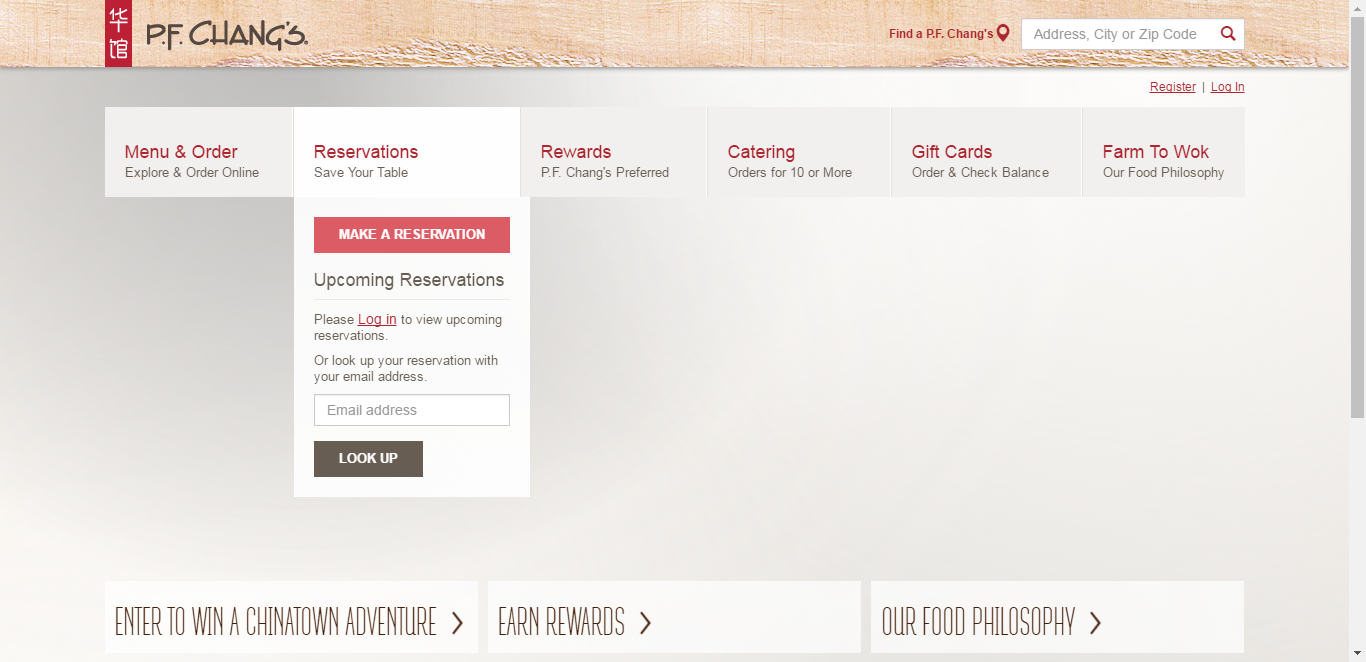 华馆
P.F. CHANG'S.
Find a P.F. Chang's
Address, City or Zip Code
Register | Log In
Menu & Order
Explore & Order Online
Reservations
Save Your Table
Rewards
P.F. Chang's Preferred
Catering
Orders for 10 or More
Gift Cards
Order & Check Balance
Farm To Wok
Our Food Philosophy
MAKE A RESERVATION
Upcoming Reservations
Please Log in to view upcoming
reservations.
Or look up your reservation with
your email address.
Email address
LOOK UP
ENTER TO WIN A CHINATOWN ADVENTURE
EARN REWARDS
OUR FOOD PHILOSOPHY